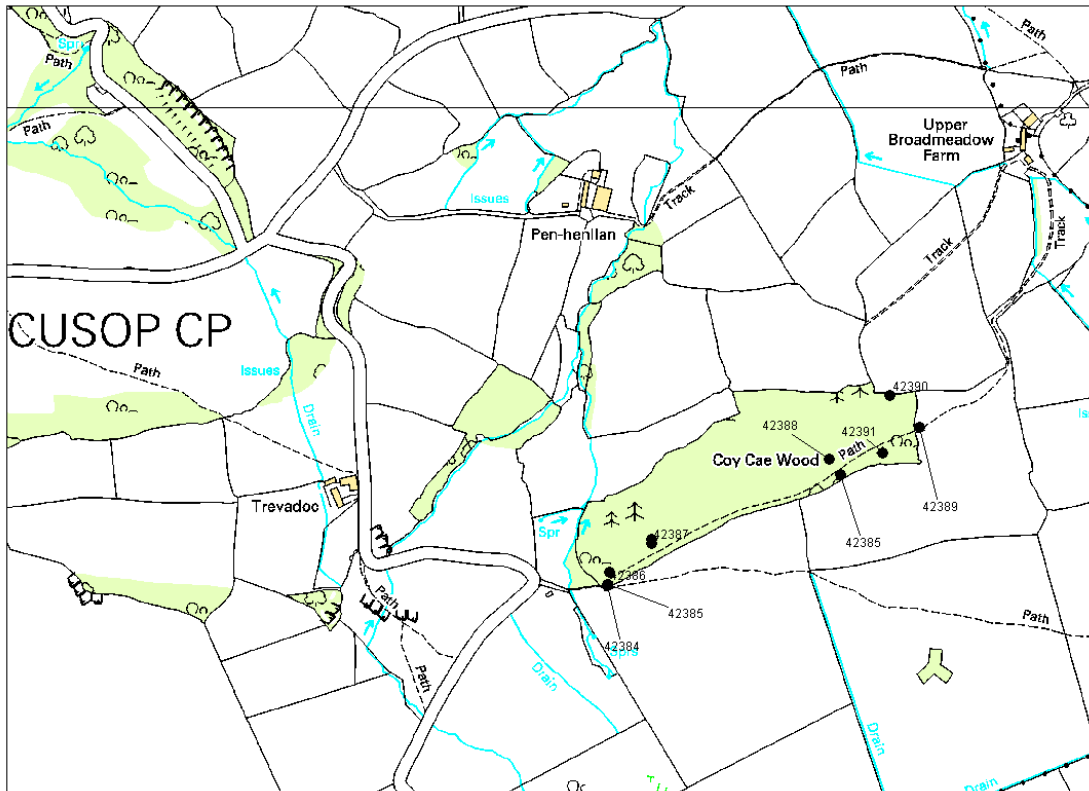 Path
Spr
Path
Path
Path
Upper
Broadmeadow
Farm
Issues
Track
Pen-henllan
Track
Track
CUSOP CP
Path
Issues
Drain
42390
42388
42391
Coy Cae Wood
Path
Trevadoc
42389
Spr
42387
42385
42386
Path
42385
Path
42384
Sprs
Path
Drain
Drain
Drain